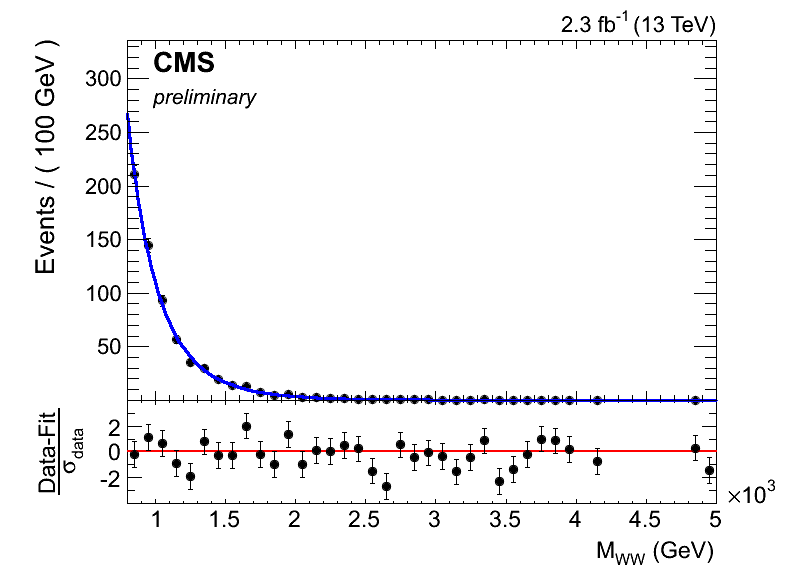 2.3 fb⁻¹ (13 TeV)
CMS
preliminary
Events / ( 100 GeV )
300
250
200
150
100
50
Data-Fit
σdata
2
0
-2
1 1.5 2 2.5 3 3.5 4 4.5 5
×10³
M_WW (GeV)